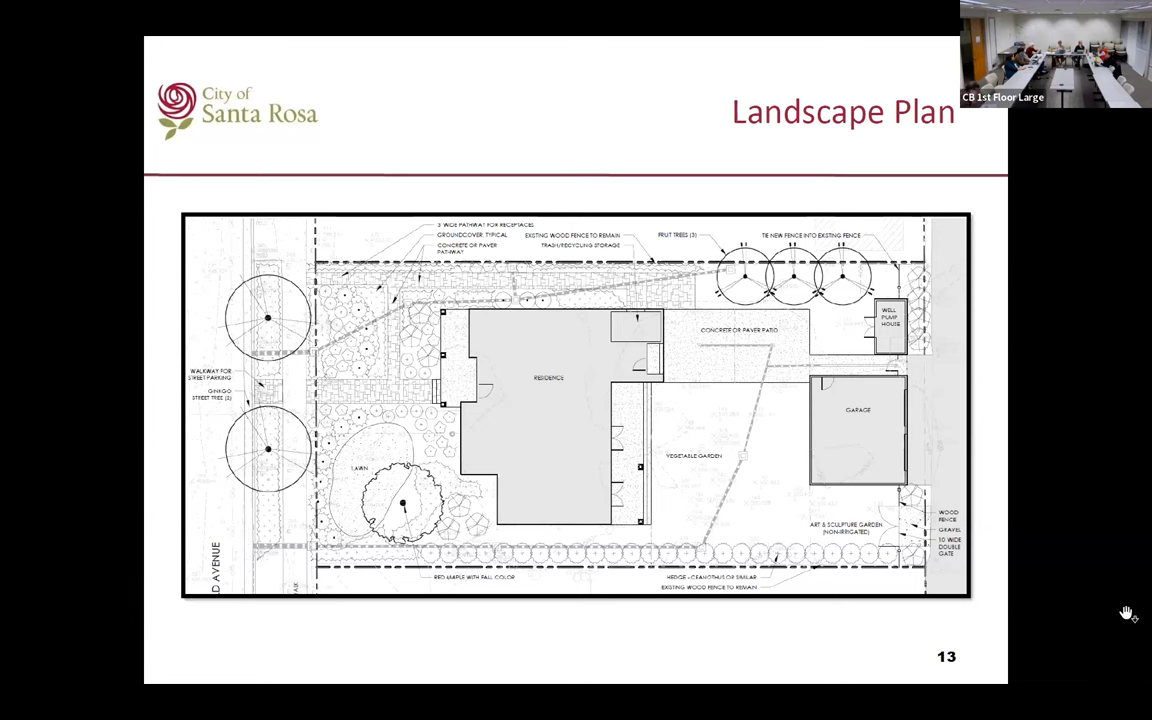 CB 1st Floor Large
City of
Santa Rosa
Landscape Plan
3' WIDE PATHWAY FOR RECEPTACES
GROUNDCOVER, TYPICAL
CONCRETE OR PAVER
PATHWAY
EXISTING WOOD FENCE TO REMAIN
TRASH/RECYCLING STORAGE
FRUIT TREES (3)
TIE NEW FENCE INTO EXISTING FENCE
WELL
PUMP
HOUSE
CONCRETE OR PAVER PATIO
WALKWAY FOR
STREET PARKING
GINKGO
STREET TREE (2)
RESIDENCE
GARAGE
LAWN
VEGETABLE GARDEN
ART & SCULPTURE GARDEN
(NON-IRRIGATED)
WOOD
FENCE
GRAVEL
10' WIDE
DOUBLE
GATE
D AVENUE
RED MAPLE WITH FALL COLOR
HEDGE - CEANOTHUS OR SIMILAR
EXISTING WOOD FENCE TO REMAIN
13